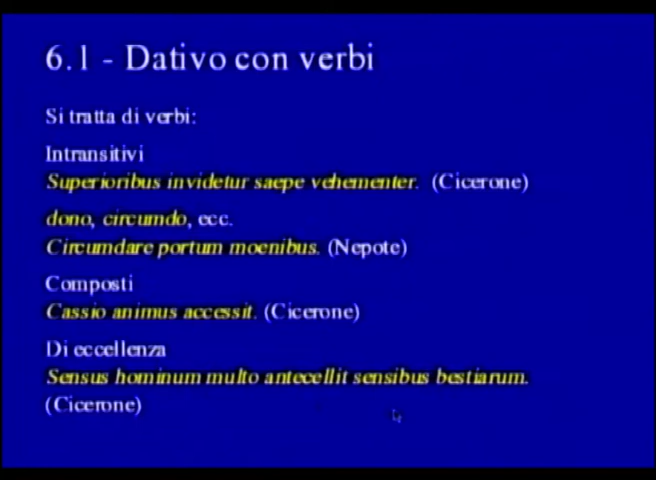 6.1 - Dativo con verbi
Si tratta di verbi:
Intransitivi
Superioribus invidetur saepe vehementer. (Cicerone)
dono, circumdo, ecc.
Circumdare portum moenibus. (Nepote)
Composti
Cassio animus accessit. (Cicerone)
Di eccellenza
Sensus hominum multo antecellit sensibus bestiarum.
(Cicerone)